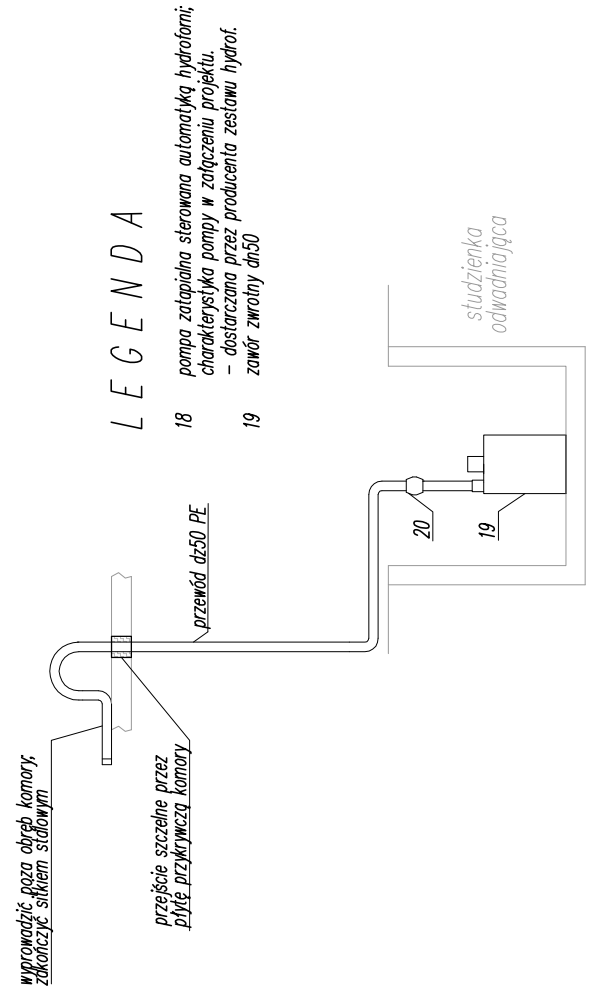 wyprowadzić poza obręb komory;
zakończyć sitkiem stalowym
przejście szczelne przez
płytę przykrywczą komory
przewód dz50 PE
20
19
studzienka
odwadniająca
LEGENDA
18 pompa zatapialna sterowana automatyką hydroforni;
charakterystyka pompy w załączeniu projektu.
- dostarczana przez producenta zestawu hydrof.
19 zawór zwrotny dn50